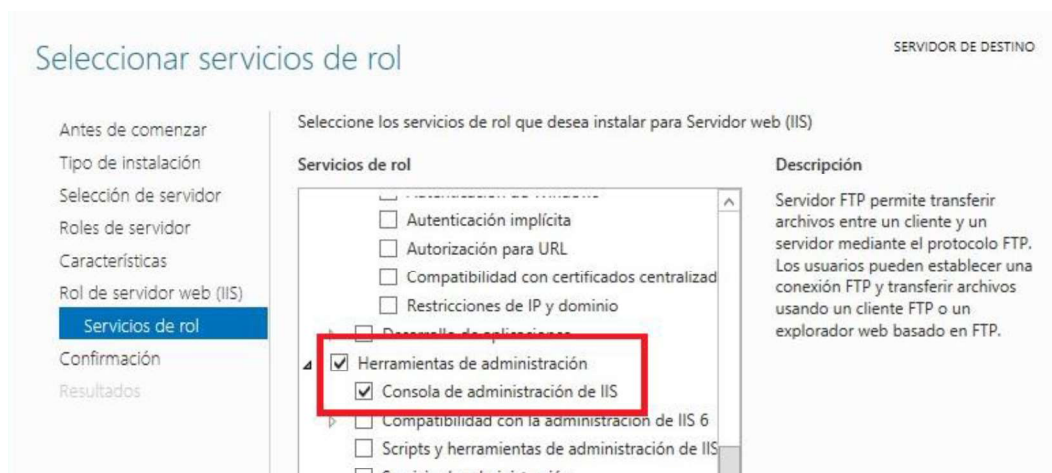 Seleccionar servicios de rol
SERVIDOR DE DESTINO
Antes de comenzar
Tipo de instalación
Selección de servidor
Roles de servidor
Características
Rol de servidor web (IIS)
Servicios de rol
Confirmación
Resultados
Seleccione los servicios de rol que desea instalar para Servidor web (IIS)
Servicios de rol
Autenticación implícita
Autorización para URL
Compatibilidad con certificados centralizad
Restricciones de IP y dominio
Desarrollo de aplicaciones
Herramientas de administración
Consola de administración de IIS
Compatibilidad con la administración de IIS 6
Scripts y herramientas de administración de IIS
Descripción
Servidor FTP permite transferir
archivos entre un cliente y un
servidor mediante el protocolo FTP.
Los usuarios pueden establecer una
conexión FTP y transferir archivos
usando un cliente FTP o un
explorador web basado en FTP.